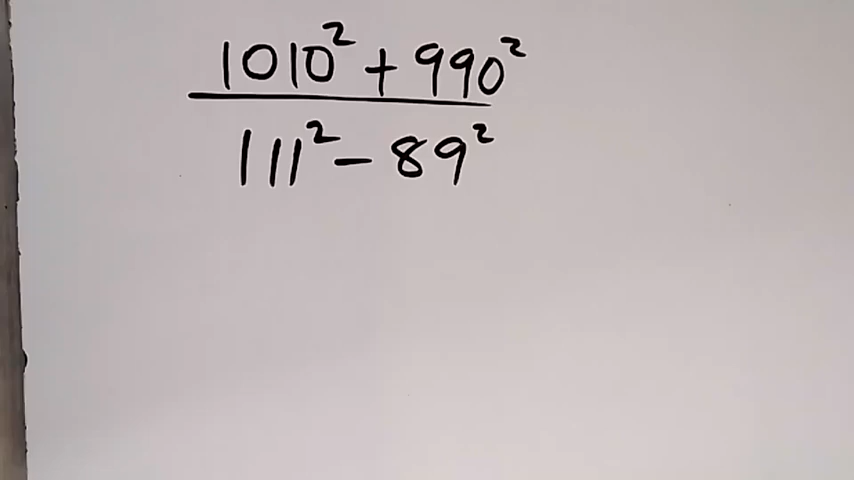 1010² + 990²
111² - 89²